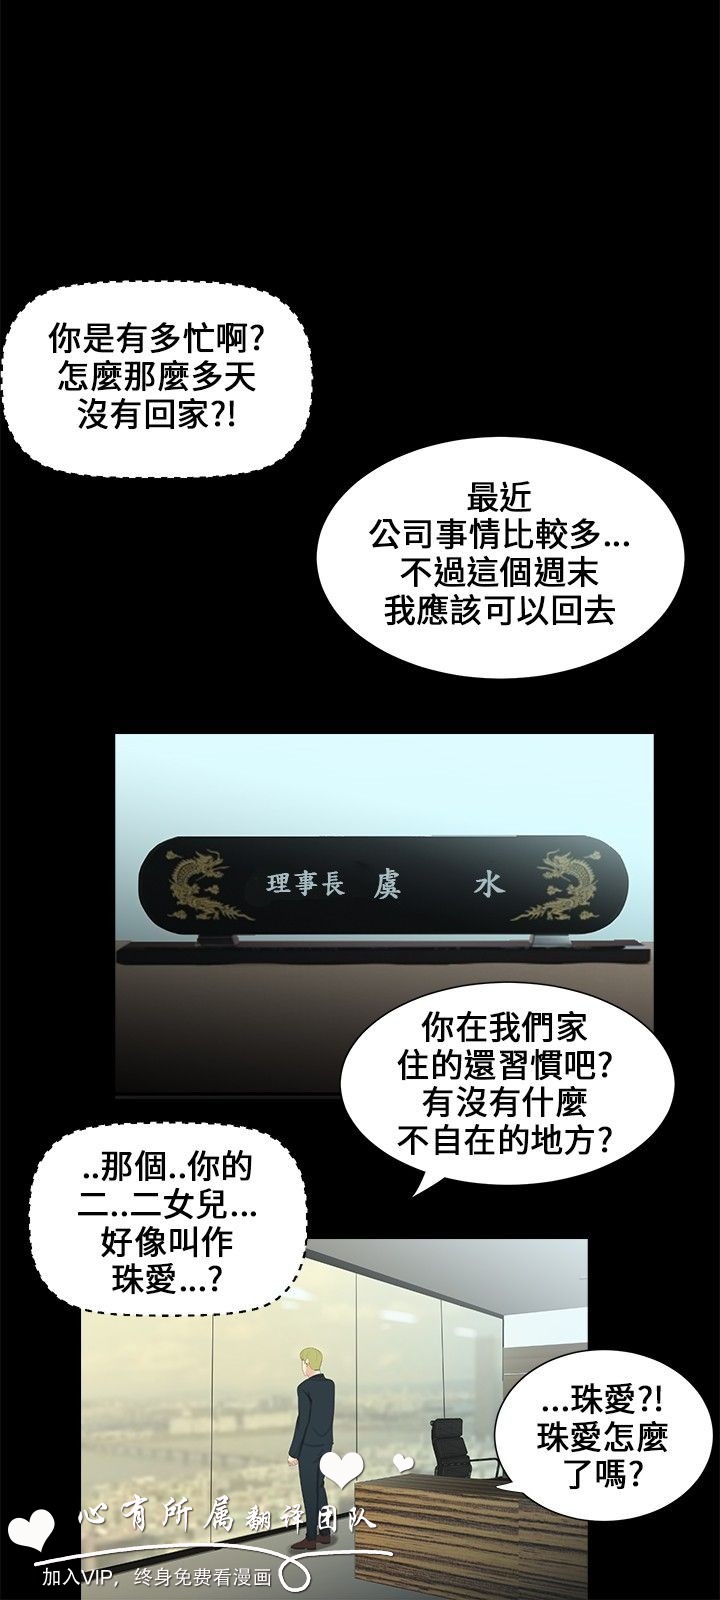 你是有多忙啊?
怎麼那麼多天
沒有回家?!
最近
公司事情比較多...
不過這個週末
我應該可以回去
理事長 虞 水
你在我們家
住的還習慣吧?
有沒有什麼
不自在的地方?
..那個..你的
二..二女兒...
好像叫作
珠愛...?
...珠愛?!
珠愛怎麼
了嗎?
心有所属翻译团队
加入VIP，终身免费看漫画